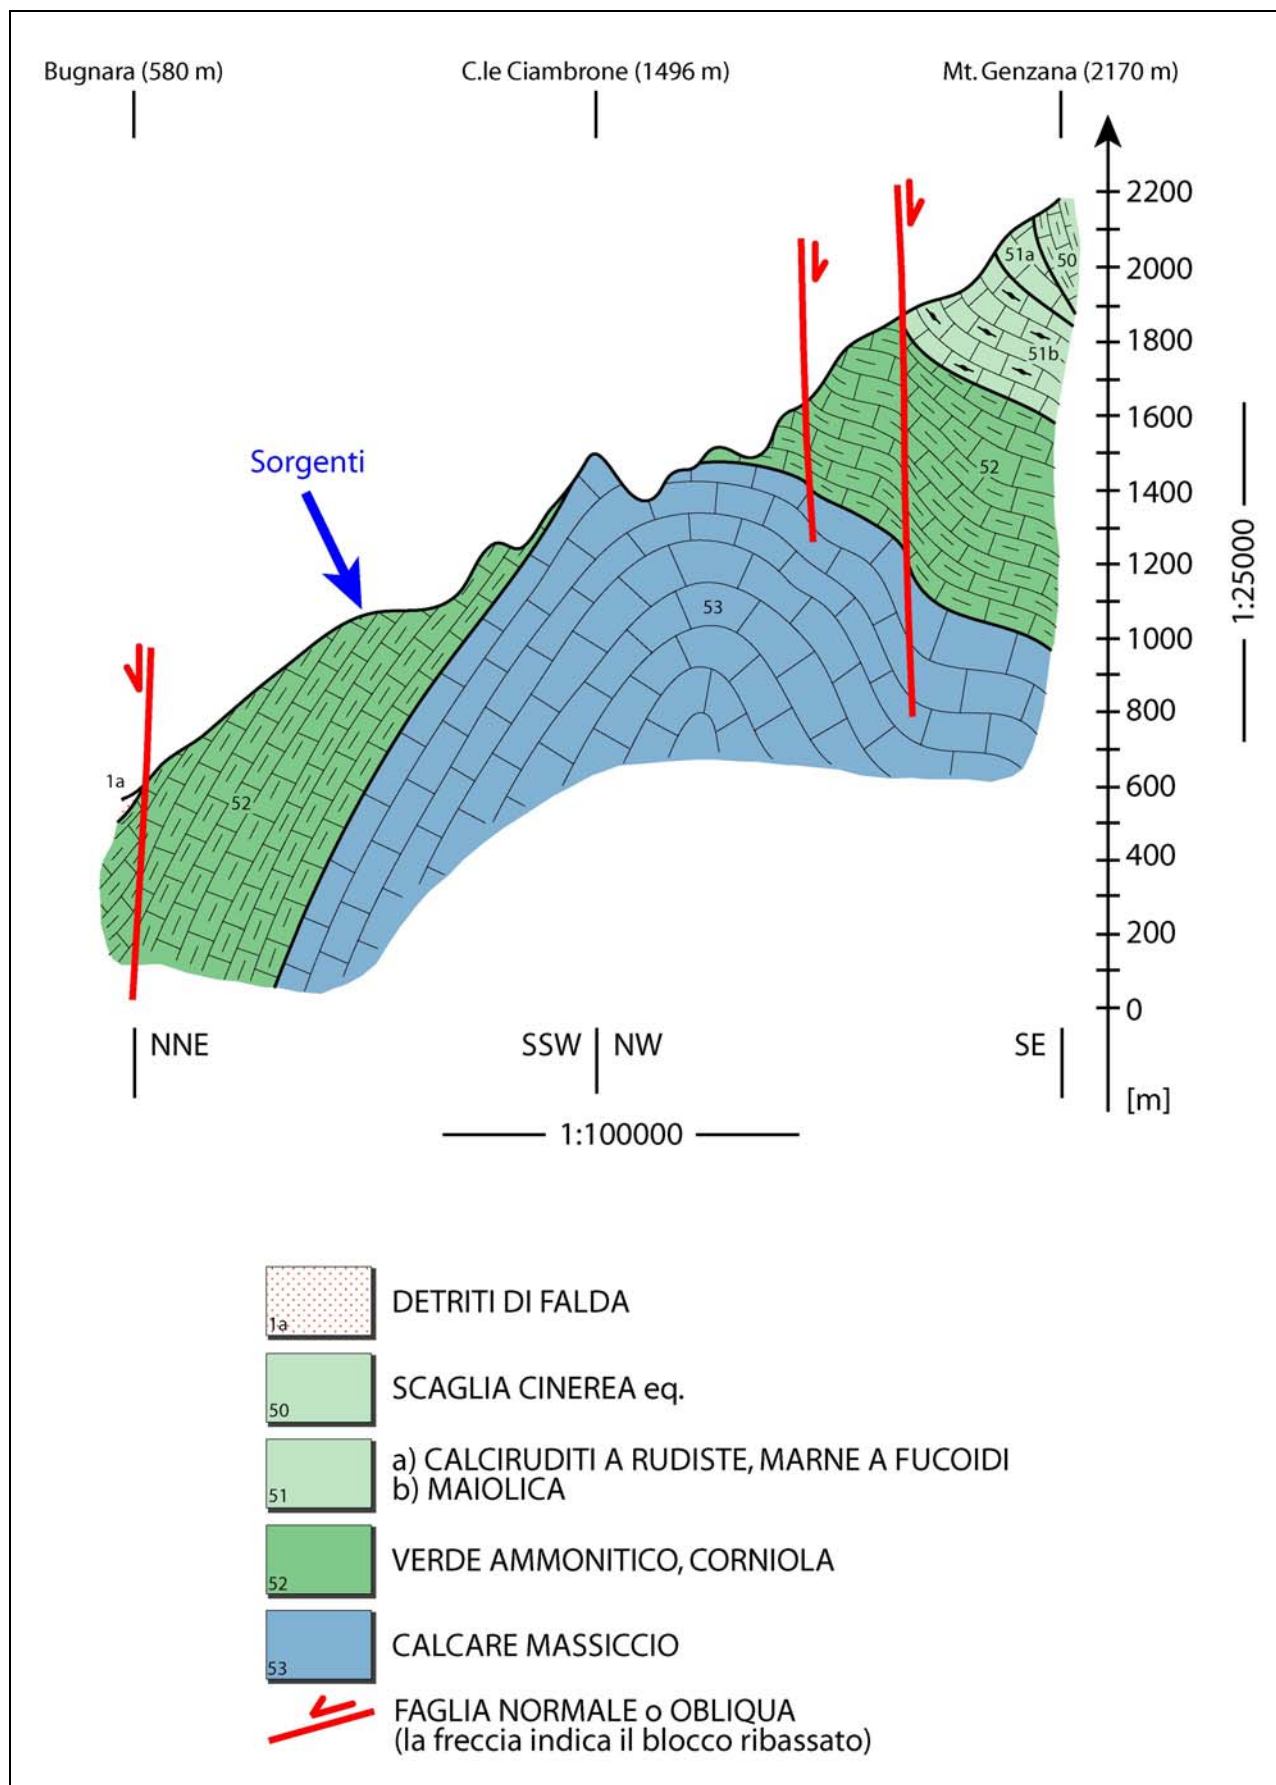 Bugnara (580 m) C.le Ciambrone (1496 m) Mt. Genzana (2170 m)
2200
51a
50
2000
51b
1800
1600
Sorgenti
52
1400
1200
1:25000
53
1000
800
1a
52
600
400
200
0
NNE SSW NW SE
[m]
1:100000
1a
DETRITI DI FALDA
50
SCAGLIA CINEREA eq.
51
a) CALCIRUDITI A RUDISTE, MARNE A FUCOIDI
b) MAIOLICA
52
VERDE AMMONITICO, CORNIOLA
53
CALCARE MASSICCIO
FAGLIA NORMALE o OBLIQUA
(la freccia indica il blocco ribassato)